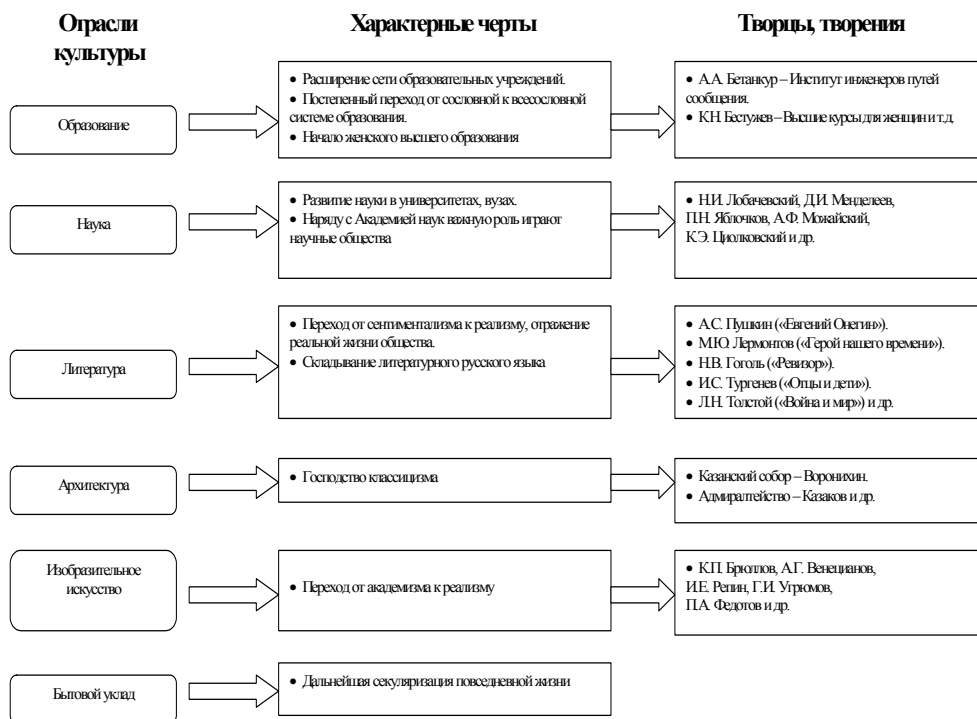 Отрасли
культуры
Характерные черты
Творцы, творения
Образование
• Расширение сети образовательных учреждений.
• Постепенный переход от сословной к всесословной
системе образования.
• Начало женского высшего образования
• А.А. Бетанкур – Институт инженеров путей
сообщения.
• К.Н. Бестужев – Высшие курсы для женщин и т.д.
Наука
• Развитие науки в университетах, вузах.
• Наряду с Академией наук важную роль играют
научные общества
• Н.И. Лобачевский, Д.И. Менделеев,
П.Н. Яблочков, А.Ф. Можайский,
К.Э. Циолковский и др.
Литература
• Переход от сентиментализма к реализму, отражение
реальной жизни общества.
• Складывание литературного русского языка
• А.С. Пушкин («Евгений Онегин»).
• М.Ю. Лермонтов («Герой нашего времени»).
• Н.В. Гоголь («Ревизор»).
• И.С. Тургенев («Отцы и дети»).
• Л.Н. Толстой («Война и мир») и др.
Архитектура
• Господство классицизма
• Казанский собор – Воронихин.
• Адмиралтейство – Казаков и др.
Изобразительное
искусство
• Переход от академизма к реализму
• К.П. Брюллов, А.Г. Венецианов,
И.Е. Репин, Г.И. Угрюмов,
П.А. Федотов и др.
Бытовой уклад
• Дальнейшая секуляризация повседневной жизни